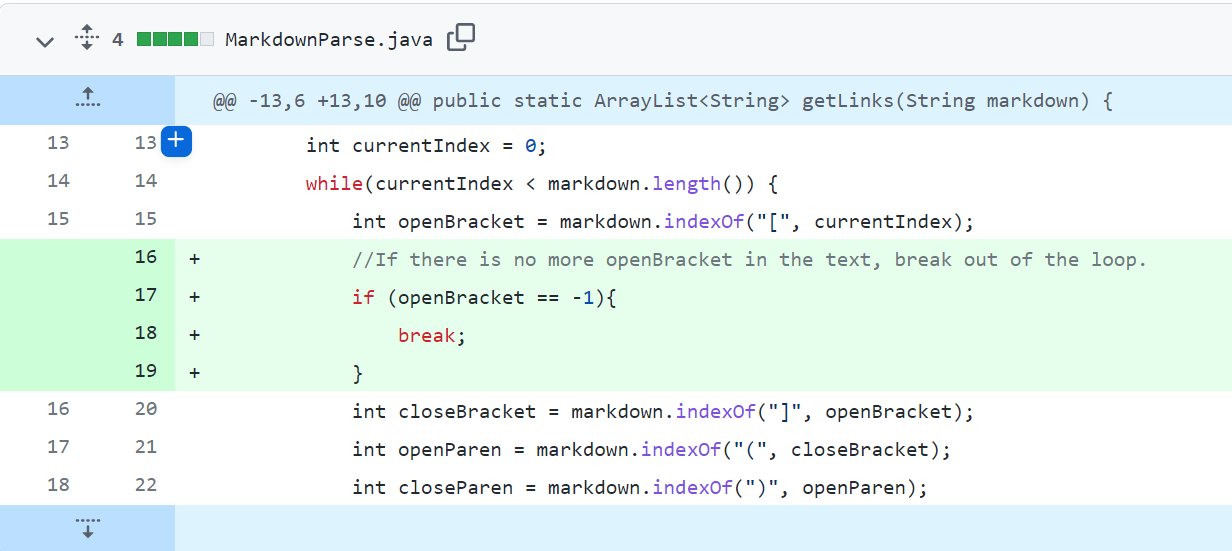 4 MarkdownParse.java
@@ -13,6 +13,10 @@ public static ArrayList<String> getLinks(String markdown) {
13 13 + int currentIndex = 0;
14 14 while(currentIndex < markdown.length()) {
15 15 int openBracket = markdown.indexOf("[", currentIndex);
16 + //If there is no more openBracket in the text, break out of the loop.
17 + if (openBracket == -1){
18 + break;
19 + }
16 20 int closeBracket = markdown.indexOf("]", openBracket);
17 21 int openParen = markdown.indexOf("(", closeBracket);
18 22 int closeParen = markdown.indexOf(")", openParen);